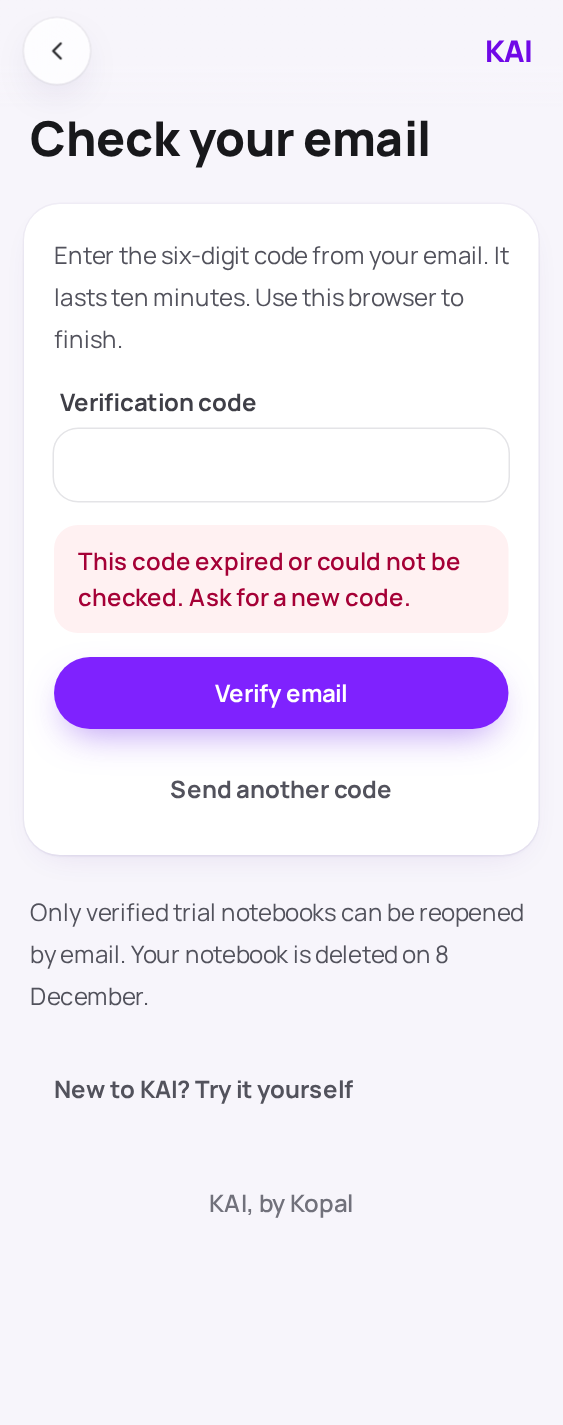 KAI
Check your email
Enter the six-digit code from your email. It
lasts ten minutes. Use this browser to
finish.
Verification code
This code expired or could not be
checked. Ask for a new code.
Verify email
Send another code
Only verified trial notebooks can be reopened
by email. Your notebook is deleted on 8
December.
New to KAI? Try it yourself
KAI, by Kopal